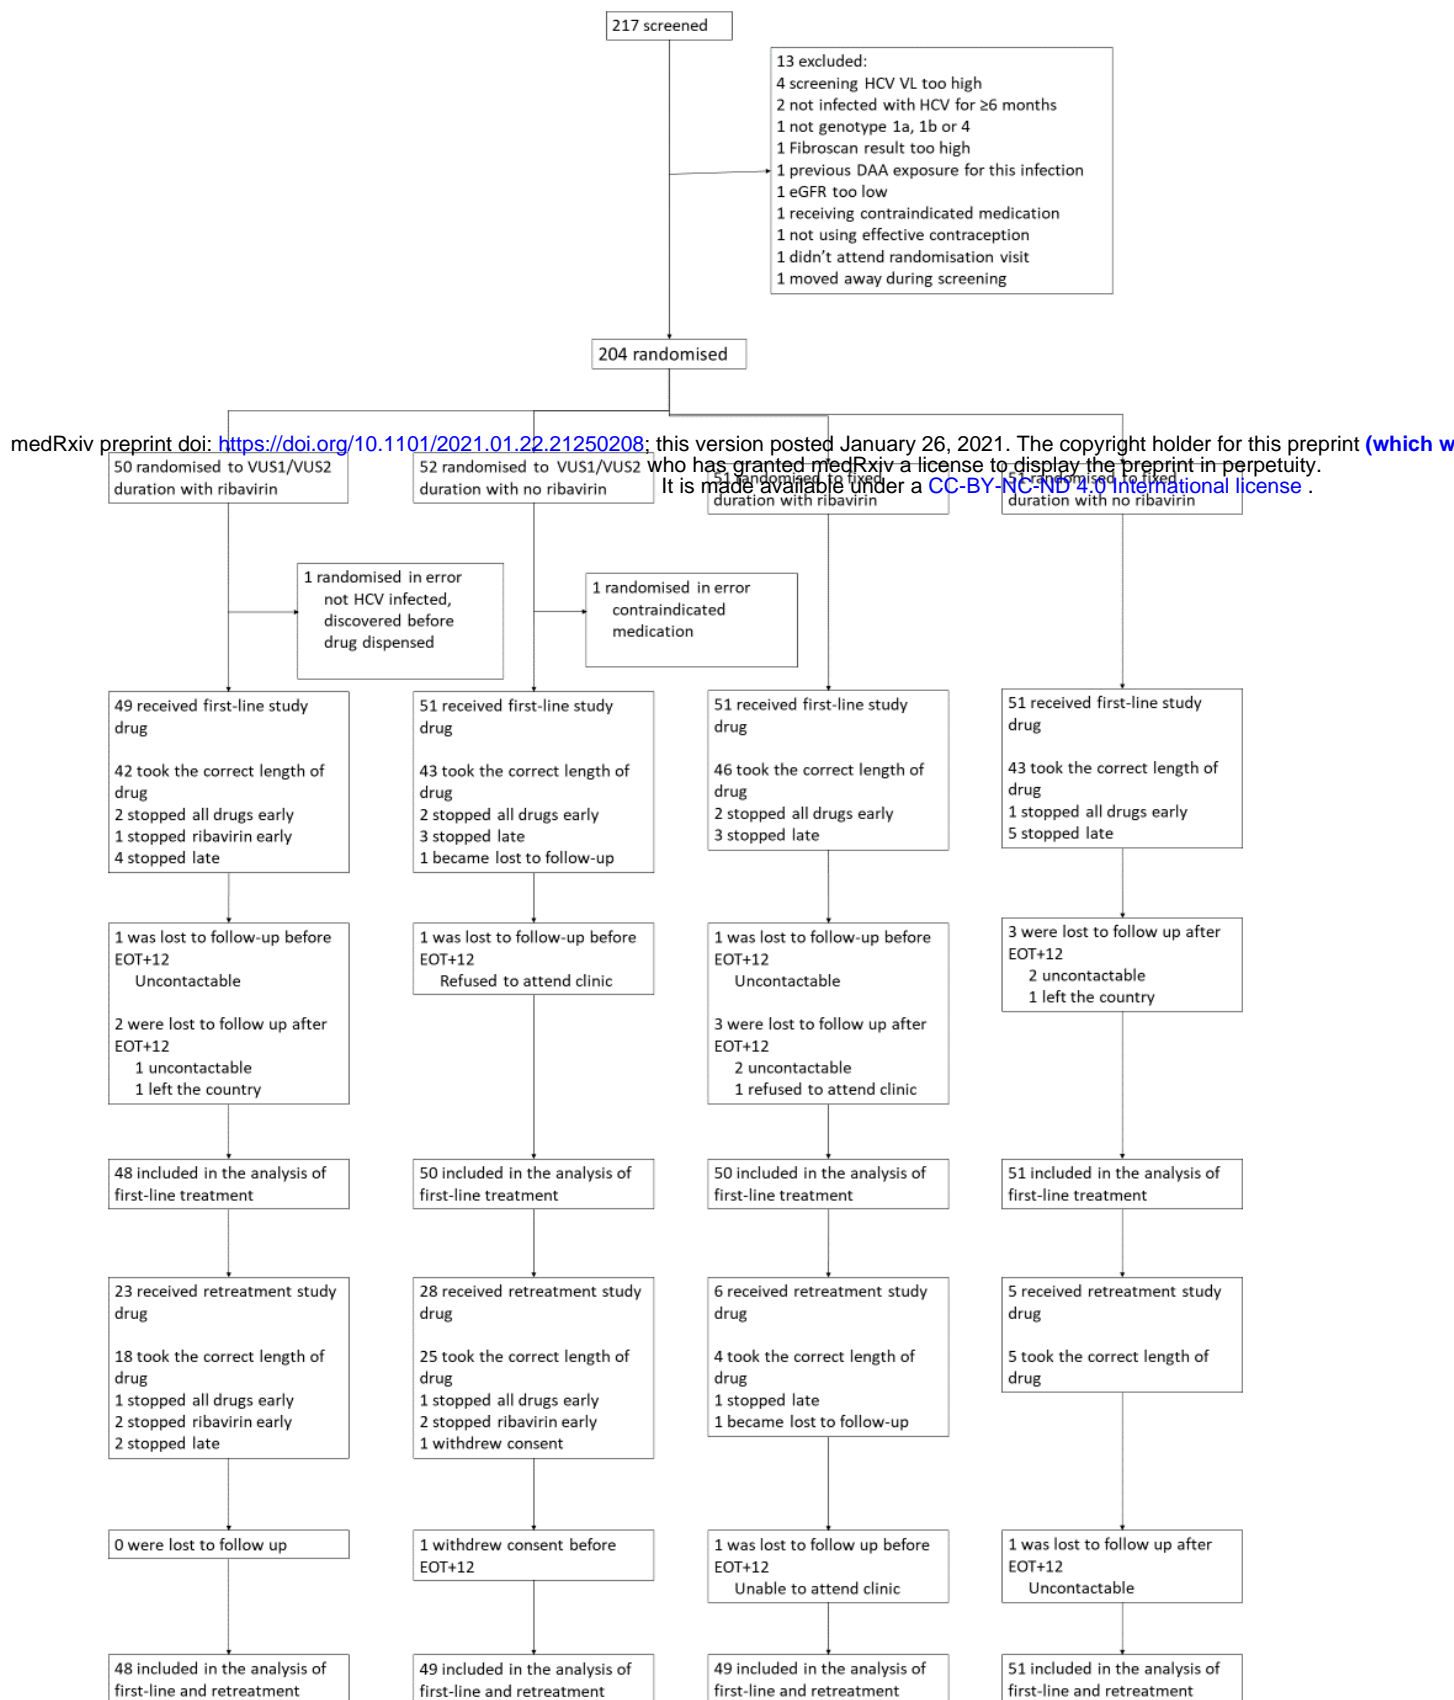 217 screened
13 excluded:
4 screening HCV VL too high
2 not infected with HCV for ≥6 months
1 not genotype 1a, 1b or 4
1 Fibroscan result too high
1 previous DAA exposure for this infection
1 eGFR too low
1 receiving contraindicated medication
1 not using effective contraception
1 didn't attend randomisation visit
1 moved away during screening
204 randomised
medRxiv preprint doi: https://doi.org/10.1101/2021.01.22.21250208; this version posted January 26, 2021. The copyright holder for this preprint (which w
who has granted medRxiv a license to display the preprint in perpetuity.
It is made available under a CC-BY-NC-ND 4.0 International license .
50 randomised to VUS1/VUS2
duration with ribavirin
52 randomised to VUS1/VUS2
duration with no ribavirin
51 randomised to fixed
duration with ribavirin
51 randomised to fixed
duration with no ribavirin
1 randomised in error
not HCV infected,
discovered before
drug dispensed
1 randomised in error
contraindicated
medication
49 received first-line study
drug
42 took the correct length of
drug
2 stopped all drugs early
1 stopped ribavirin early
4 stopped late
51 received first-line study
drug
43 took the correct length of
drug
2 stopped all drugs early
3 stopped late
1 became lost to follow-up
51 received first-line study
drug
46 took the correct length of
drug
2 stopped all drugs early
3 stopped late
51 received first-line study
drug
43 took the correct length of
drug
1 stopped all drugs early
5 stopped late
1 was lost to follow-up before
EOT+12
Uncontactable
2 were lost to follow up after
EOT+12
1 uncontactable
1 left the country
1 was lost to follow-up before
EOT+12
Refused to attend clinic
1 was lost to follow-up before
EOT+12
Uncontactable
3 were lost to follow up after
EOT+12
2 uncontactable
1 refused to attend clinic
3 were lost to follow up after
EOT+12
2 uncontactable
1 left the country
48 included in the analysis of
first-line treatment
50 included in the analysis of
first-line treatment
50 included in the analysis of
first-line treatment
51 included in the analysis of
first-line treatment
23 received retreatment study
drug
18 took the correct length of
drug
1 stopped all drugs early
2 stopped ribavirin early
2 stopped late
28 received retreatment study
drug
25 took the correct length of
drug
1 stopped all drugs early
2 stopped ribavirin early
1 withdrew consent
6 received retreatment study
drug
4 took the correct length of
drug
1 stopped late
1 became lost to follow-up
5 received retreatment study
drug
5 took the correct length of
drug
0 were lost to follow up
1 withdrew consent before
EOT+12
1 was lost to follow up before
EOT+12
Unable to attend clinic
1 was lost to follow up after
EOT+12
Uncontactable
48 included in the analysis of
first-line and retreatment
49 included in the analysis of
first-line and retreatment
49 included in the analysis of
first-line and retreatment
51 included in the analysis of
first-line and retreatment